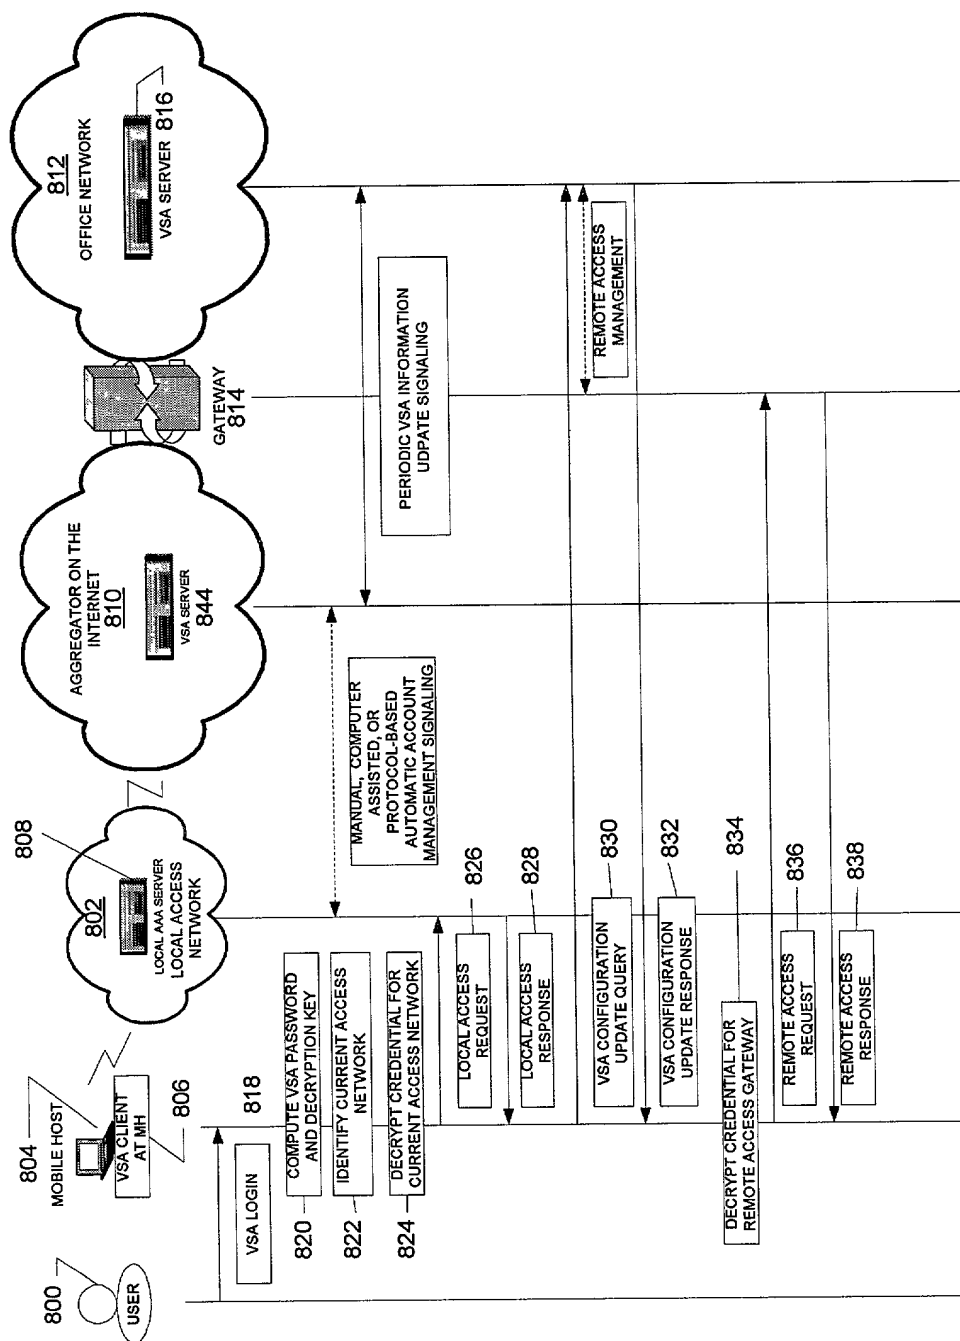 800
USER
804
MOBILE HOST
VSA CLIENT
AT MH
806
808
802
LOCAL AAA SERVER
LOCAL ACCESS
NETWORK
AGGREGATOR ON THE
INTERNET
810
VSA SERVER
844
GATEWAY
814
812
OFFICE NETWORK
VSA SERVER
816
VSA LOGIN
818
COMPUTE VSA PASSWORD
AND DECRYPTION KEY
820
IDENTIFY CURRENT ACCESS
NETWORK
822
DECRYPT CREDENTIAL FOR
CURRENT ACCESS NETWORK
824
MANUAL, COMPUTER
ASSISTED, OR
PROTOCOL-BASED
AUTOMATIC ACCOUNT
MANAGEMENT SIGNALING
PERIODIC VSA INFORMATION
UDPATE SIGNALING
LOCAL ACCESS
REQUEST
826
LOCAL ACCESS
RESPONSE
828
VSA CONFIGURATION
UPDATE QUERY
830
REMOTE ACCESS
MANAGEMENT
VSA CONFIGURATION
UPDATE RESPONSE
832
DECRYPT CREDENTIAL FOR
REMOTE ACCESS GATEWAY
834
REMOTE ACCESS
REQUEST
836
REMOTE ACCESS
RESPONSE
838